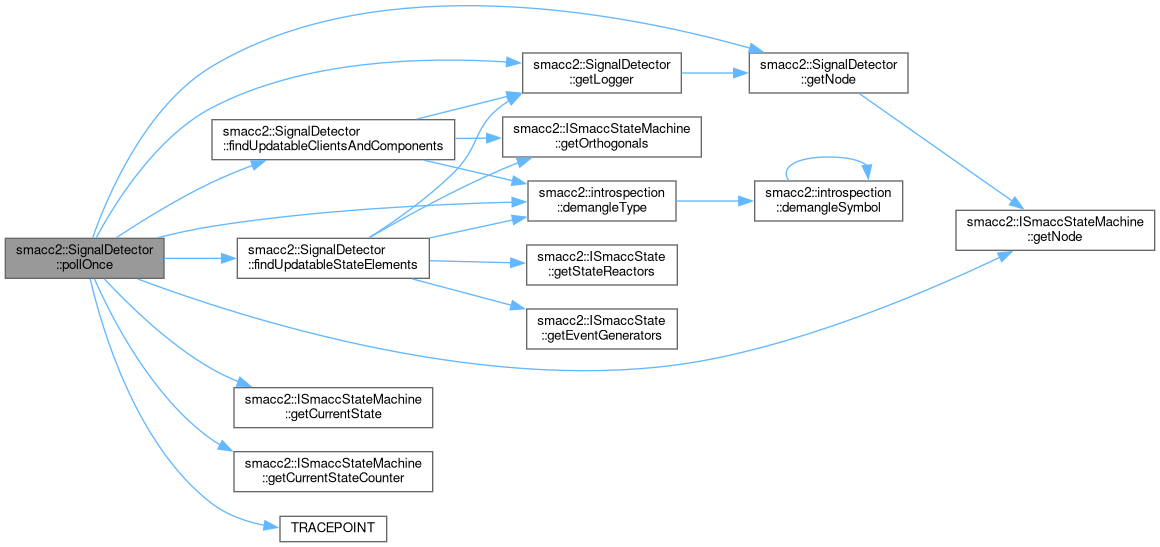 smacc2::SignalDetector
::pollOnce
smacc2::SignalDetector
::findUpdatableClientsAndComponents
smacc2::SignalDetector
::findUpdatableStateElements
smacc2::ISmaccStateMachine
::getCurrentState
smacc2::ISmaccStateMachine
::getCurrentStateCounter
TRACEPOINT
smacc2::SignalDetector
::getLogger
smacc2::ISmaccStateMachine
::getOrthogonals
smacc2::introspection
::demangleType
smacc2::ISmaccState
::getStateReactors
smacc2::ISmaccState
::getEventGenerators
smacc2::SignalDetector
::getNode
smacc2::introspection
::demangleSymbol
smacc2::ISmaccStateMachine
::getNode